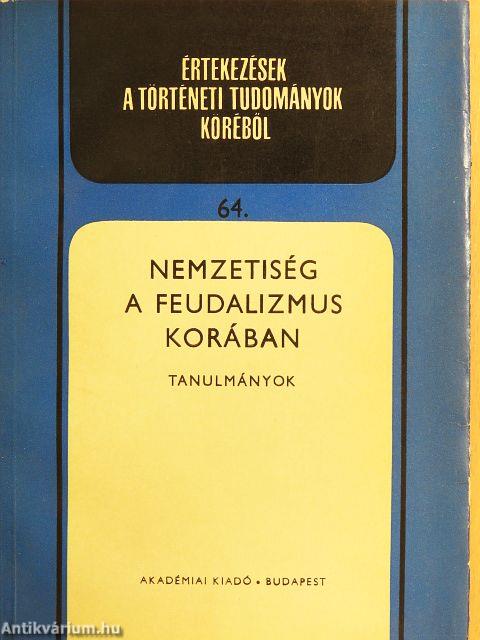 ÉRTEKEZÉSEK
A TÖRTÉNETI TUDOMÁNYOK
KÖRÉBŐL
64.
NEMZETISÉG
A FEUDALIZMUS
KORÁBAN
TANULMÁNYOK
AKADÉMIAI KIADÓ • BUDAPEST
Antikvárium.hu